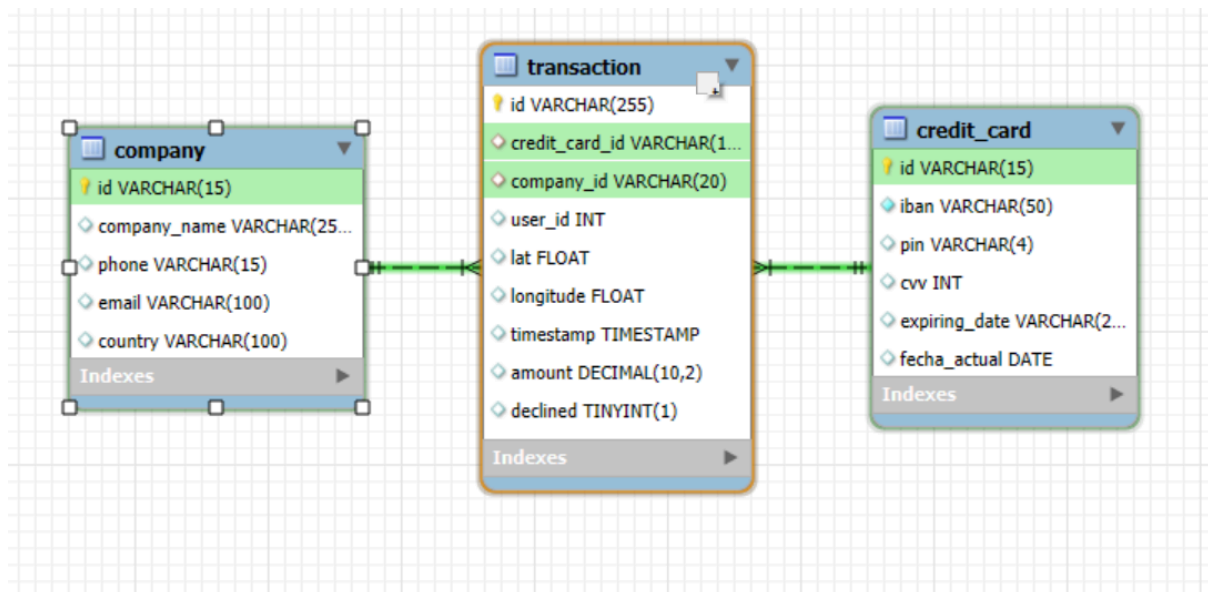 company
id VARCHAR(15)
company_name VARCHAR(25...
phone VARCHAR(15)
email VARCHAR(100)
country VARCHAR(100)
Indexes
transaction
id VARCHAR(255)
credit_card_id VARCHAR(1...
company_id VARCHAR(20)
user_id INT
lat FLOAT
longitude FLOAT
timestamp TIMESTAMP
amount DECIMAL(10,2)
declined TINYINT(1)
Indexes
credit_card
id VARCHAR(15)
iban VARCHAR(50)
pin VARCHAR(4)
cvv INT
expiring_date VARCHAR(2...
fecha_actual DATE
Indexes